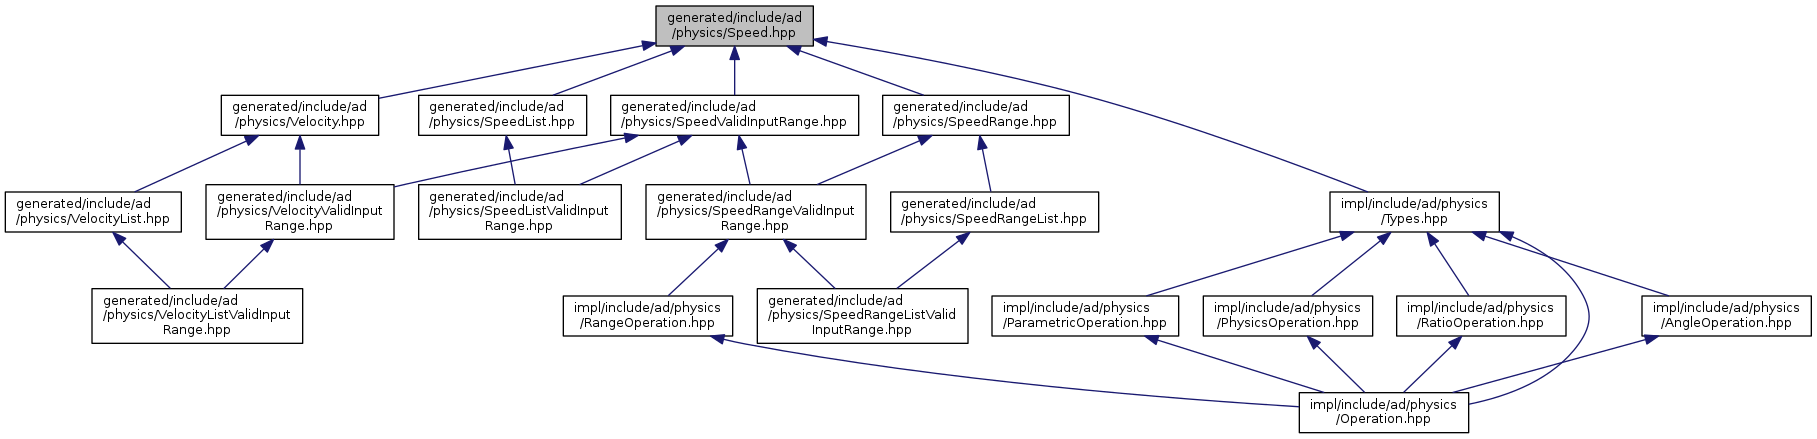 generated/include/ad
/physics/Speed.hpp
generated/include/ad
/physics/Velocity.hpp
generated/include/ad
/physics/SpeedList.hpp
generated/include/ad
/physics/SpeedValidInputRange.hpp
generated/include/ad
/physics/SpeedRange.hpp
generated/include/ad
/physics/VelocityList.hpp
generated/include/ad
/physics/VelocityValidInput
Range.hpp
generated/include/ad
/physics/SpeedListValidInput
Range.hpp
generated/include/ad
/physics/SpeedRangeValidInput
Range.hpp
generated/include/ad
/physics/SpeedRangeList.hpp
impl/include/ad/physics
/Types.hpp
generated/include/ad
/physics/VelocityListValidInput
Range.hpp
impl/include/ad/physics
/RangeOperation.hpp
generated/include/ad
/physics/SpeedRangeListValid
InputRange.hpp
impl/include/ad/physics
/ParametricOperation.hpp
impl/include/ad/physics
/PhysicsOperation.hpp
impl/include/ad/physics
/RatioOperation.hpp
impl/include/ad/physics
/AngleOperation.hpp
impl/include/ad/physics
/Operation.hpp